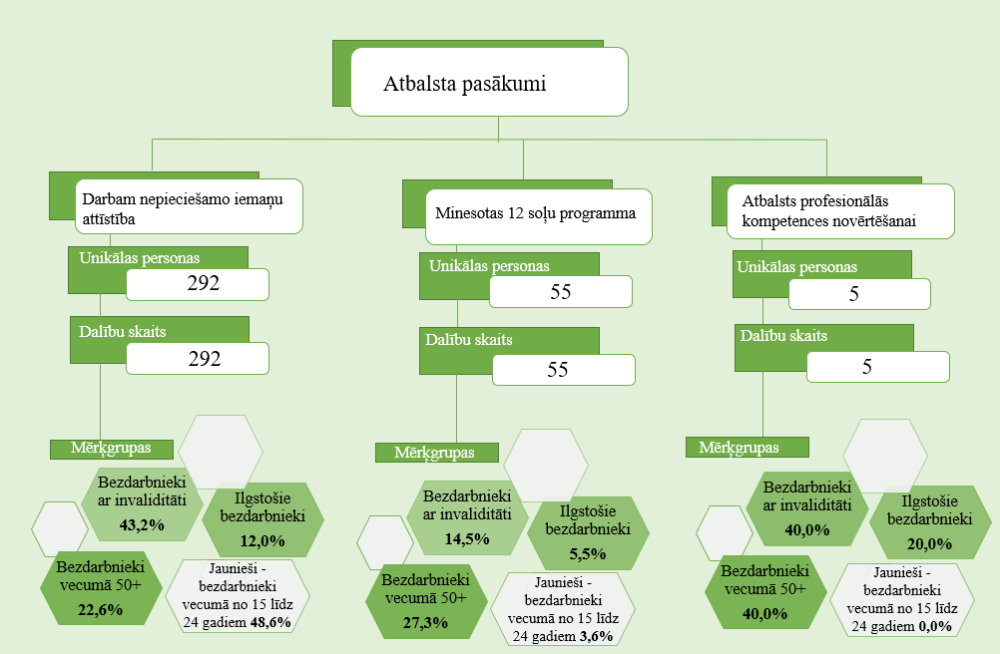 Atbalsta pasākumi
Darbam nepieciešamo iemaņu
attīstība
Unikālas personas
292
Dalību skaits
292
Mērķgrupas
Bezdarbnieki
ar invaliditāti
43,2%
Ilgstošie
bezdarbnieki
12,0%
Bezdarbnieki
vecumā 50+
22,6%
Jaunieši -
bezdarbnieki
vecumā no 15 līdz
24 gadiem 48,6%
Minesotas 12 soļu programma
Unikālas personas
55
Dalību skaits
55
Mērķgrupas
Bezdarbnieki
ar invaliditāti
14,5%
Ilgstošie
bezdarbnieki
5,5%
Bezdarbnieki
vecumā 50+
27,3%
Jaunieši -
bezdarbnieki
vecumā no 15 līdz
24 gadiem 3,6%
Atbalsts profesionālās
kompetences novērtēšanai
Unikālas personas
5
Dalību skaits
5
Mērķgrupas
Bezdarbnieki
ar invaliditāti
40,0%
Ilgstošie
bezdarbnieki
20,0%
Bezdarbnieki
vecumā 50+
40,0%
Jaunieši -
bezdarbnieki
vecumā no 15 līdz
24 gadiem 0,0%